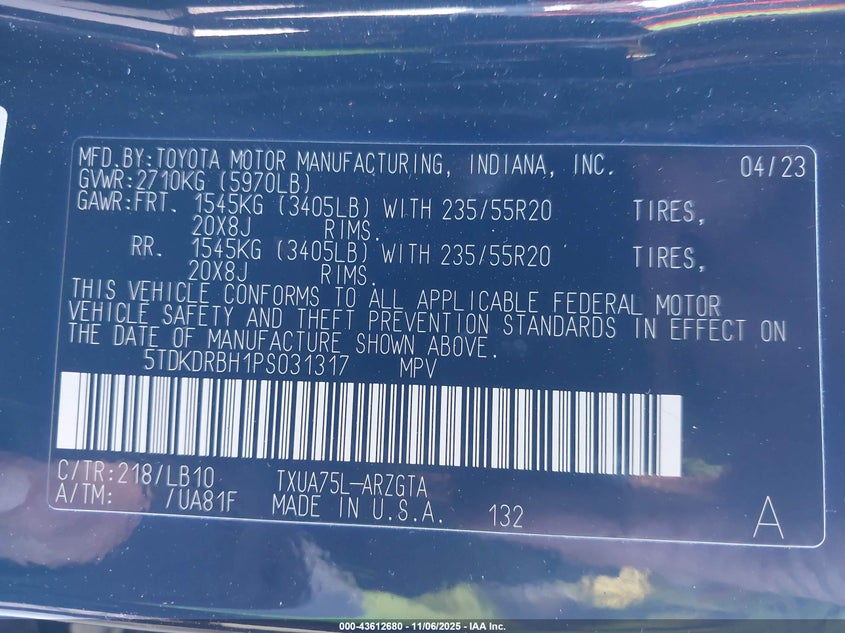 MFD.BY:TOYOTA MOTOR MANUFACTURING, INDIANA, INC. 04/23
GVWR:2710KG (5970LB)
GAWR:FRT. 1545KG (3405LB) WITH 235/55R20 TIRES,
20X8J RIMS.
RR. 1545KG (3405LB) WITH 235/55R20 TIRES,
20X8J RIMS.
THIS VEHICLE CONFORMS TO ALL APPLICABLE FEDERAL MOTOR
VEHICLE SAFETY AND THEFT PREVENTION STANDARDS IN EFFECT ON
THE DATE OF MANUFACTURE SHOWN ABOVE.
5TDKDRBH1PS031317 MPV
C/TR:218/LB10 TXUA75L-ARZGTA
A/TM: /UA81F MADE IN U.S.A. 132 A
000-43612680 - 11/06/2025 - IAA Inc.